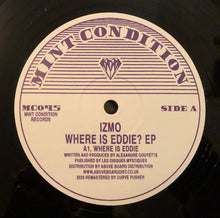 MINT CONDITION
MC045
MINT CONDITION
RECORDS
SIDE A
IZMO
WHERE IS EDDIE? EP
A1. WHERE IS EDDIE
WRITTEN AND PRODUCED BY ALEXANDRE GOUYETTE
PUBLISHED BY LES DISQUES MYSTIQUES
DISTRIBUTION BY ABOVE BOARD DISTRIBUTION
WWW.ABOVEBOARDDIST.CO.UK
2020 REMASTERED BY CURVE PUSHER